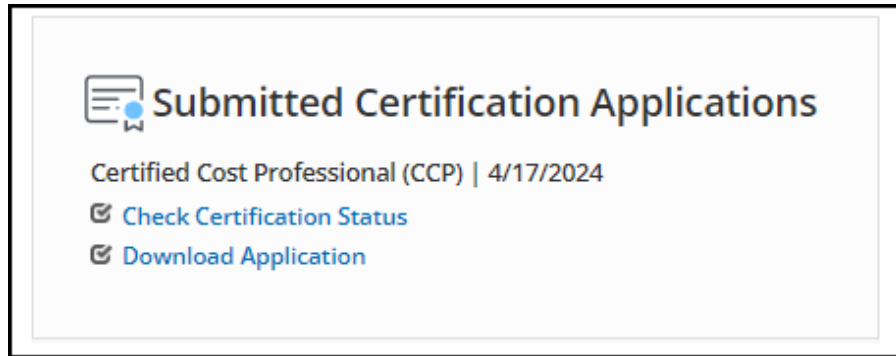 Submitted Certification Applications
Certified Cost Professional (CCP) | 4/17/2024
Check Certification Status
Download Application